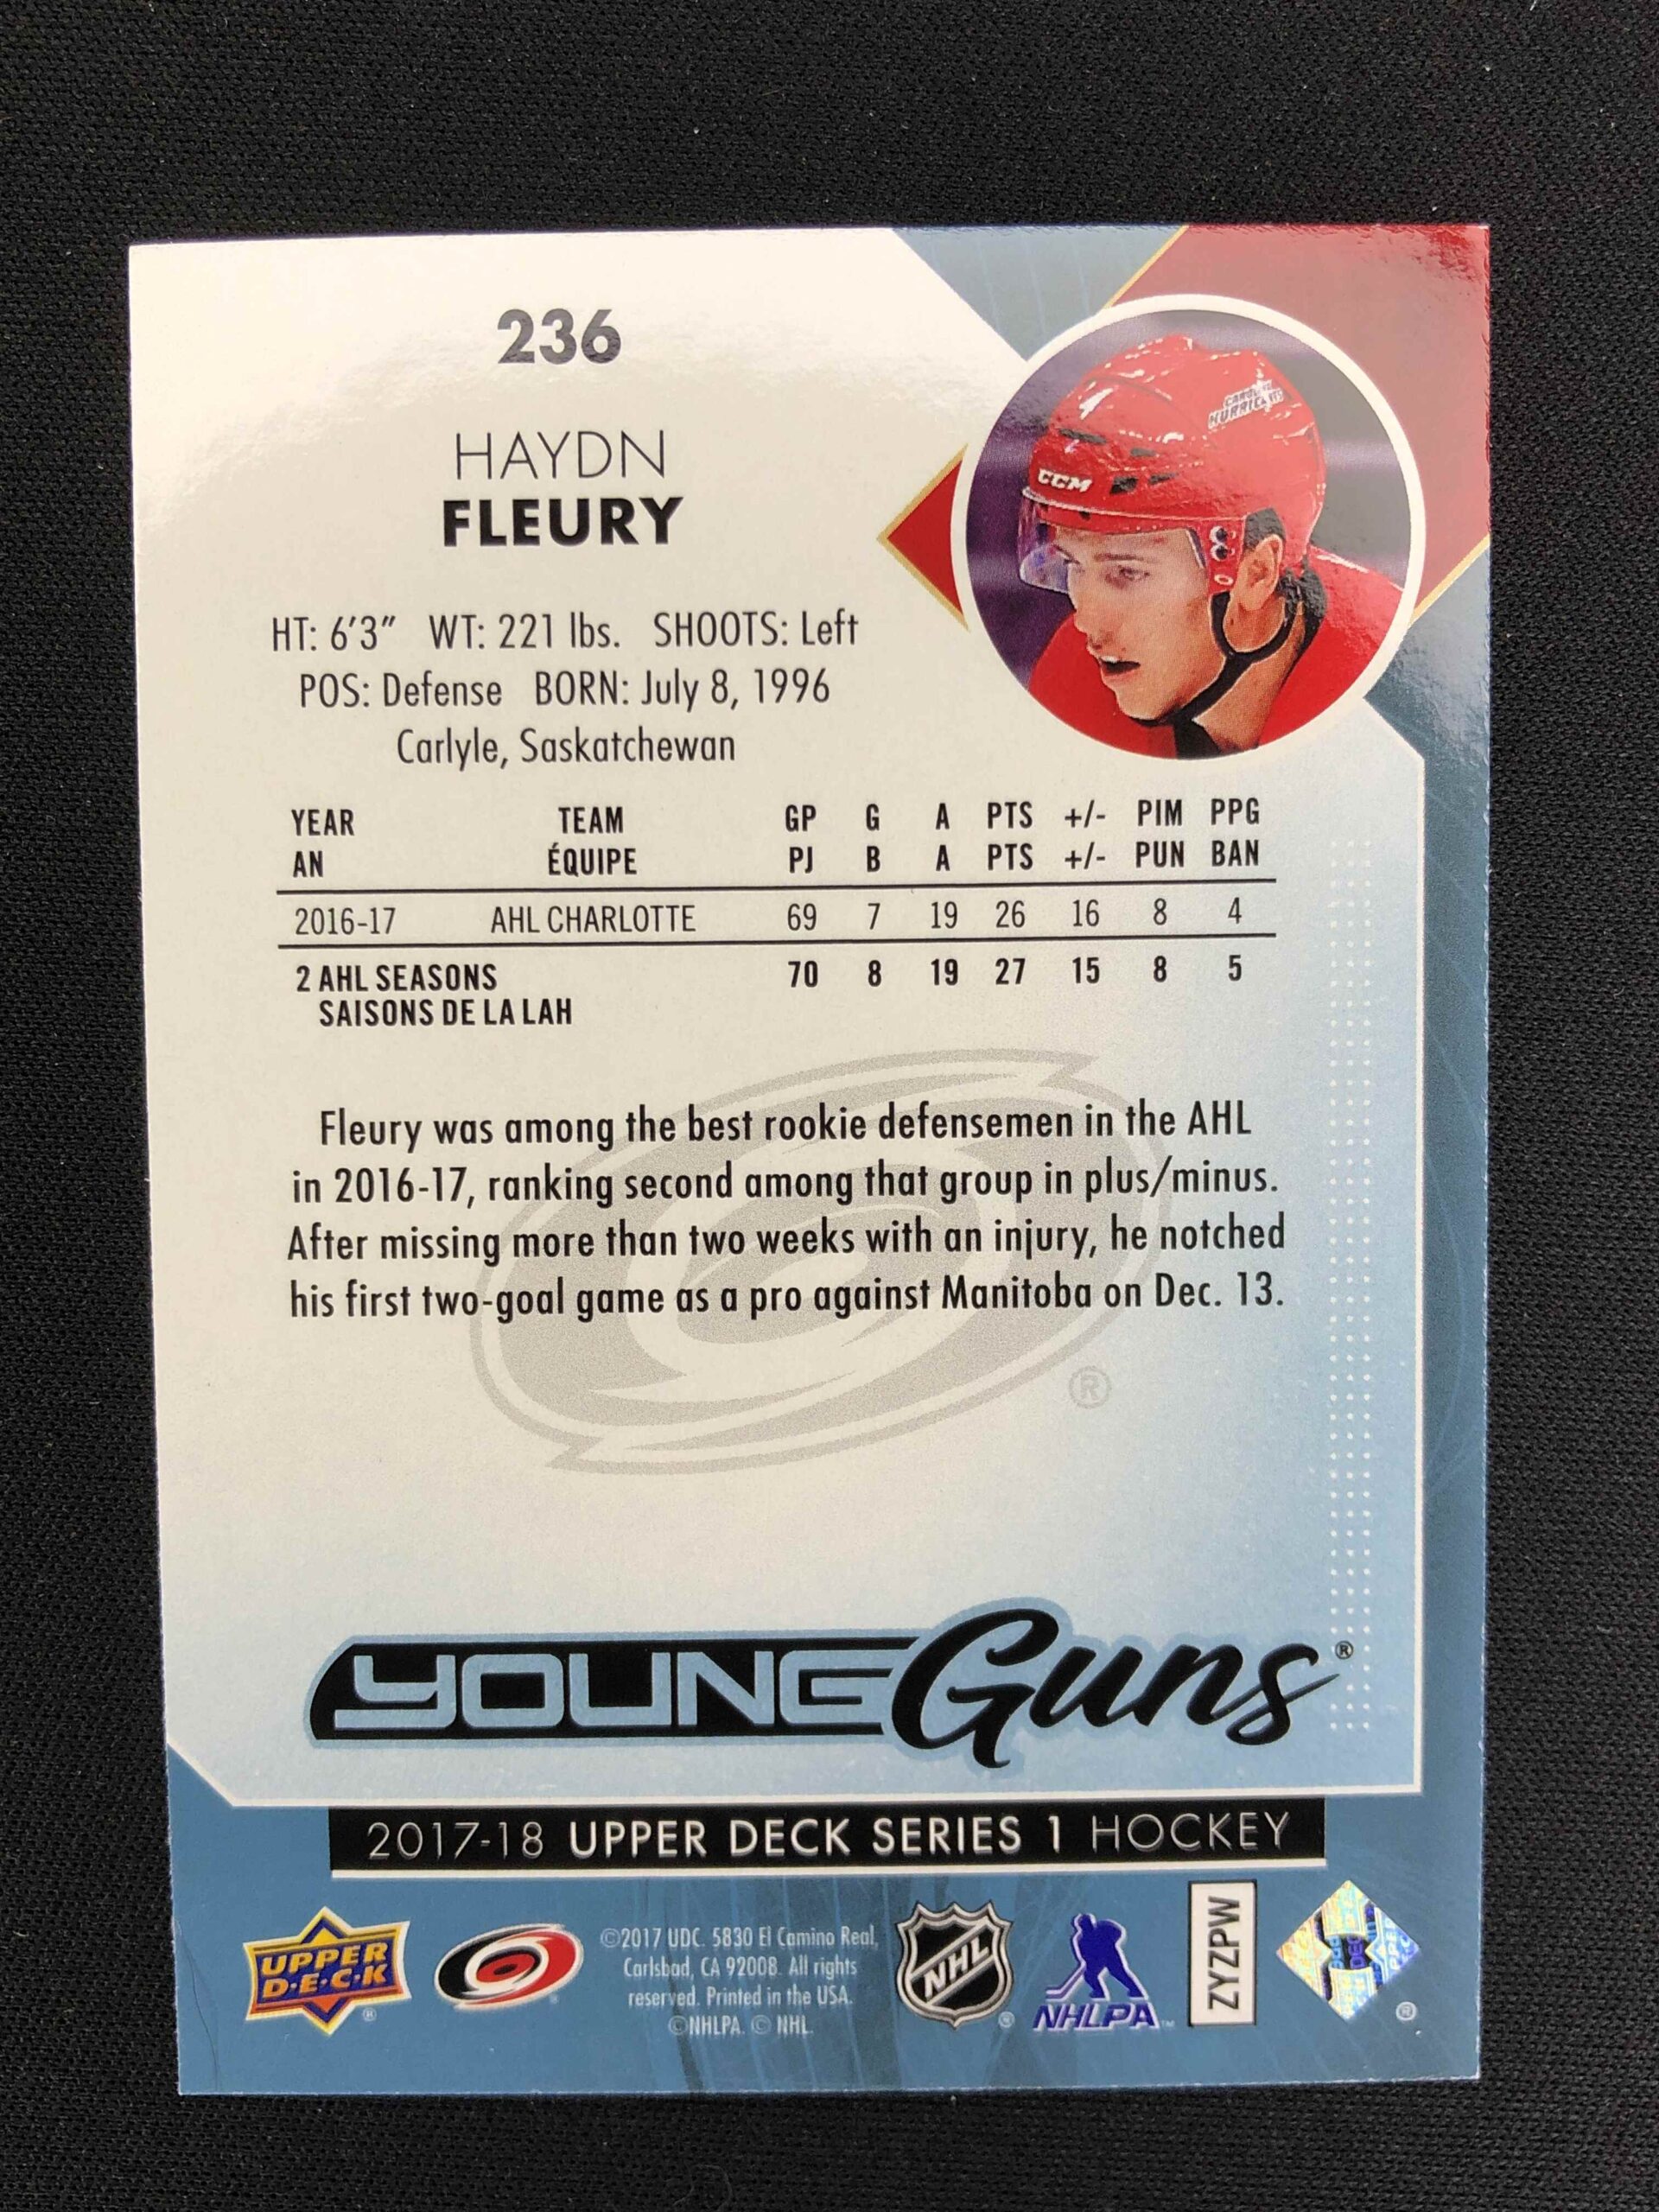 236
HAYDN
FLEURY
CAROLINA
HURRICANES
CCM
HT: 6'3" WT: 221 lbs. SHOOTS: Left
POS: Defense BORN: July 8, 1996
Carlyle, Saskatchewan
YEAR TEAM GP G A PTS +/- PIM PPG
AN ÉQUIPE PJ B A PTS +/- PUN BAN
2016-17 AHL CHARLOTTE 69 7 19 26 16 8 4
2 AHL SEASONS 70 8 19 27 15 8 5
SAISONS DE LA LAH
Fleury was among the best rookie defensemen in the AHL
in 2016-17, ranking second among that group in plus/minus.
After missing more than two weeks with an injury, he notched
his first two-goal game as a pro against Manitoba on Dec. 13.
®
YOUNG Guns®
2017-18 UPPER DECK SERIES 1 HOCKEY
UPPER
D•E•C•K
®
©2017 UDC. 5830 El Camino Real,
Carlsbad, CA 92008. All rights
reserved. Printed in the USA.
©NHLPA. © NHL.
NHL
®
NHLPA™
ZYZPW
®